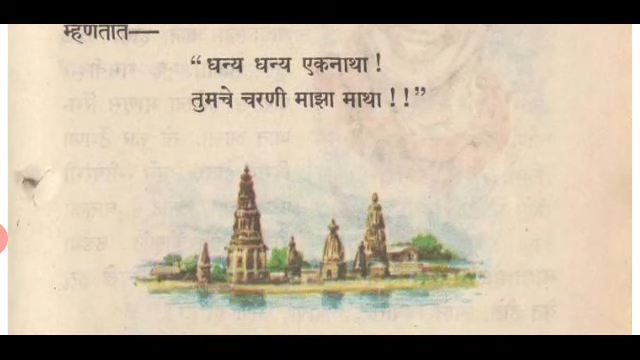 म्हणतात—
“ धन्य धन्य एकनाथा !
तुमचे चरणी माझा माथा ! !”